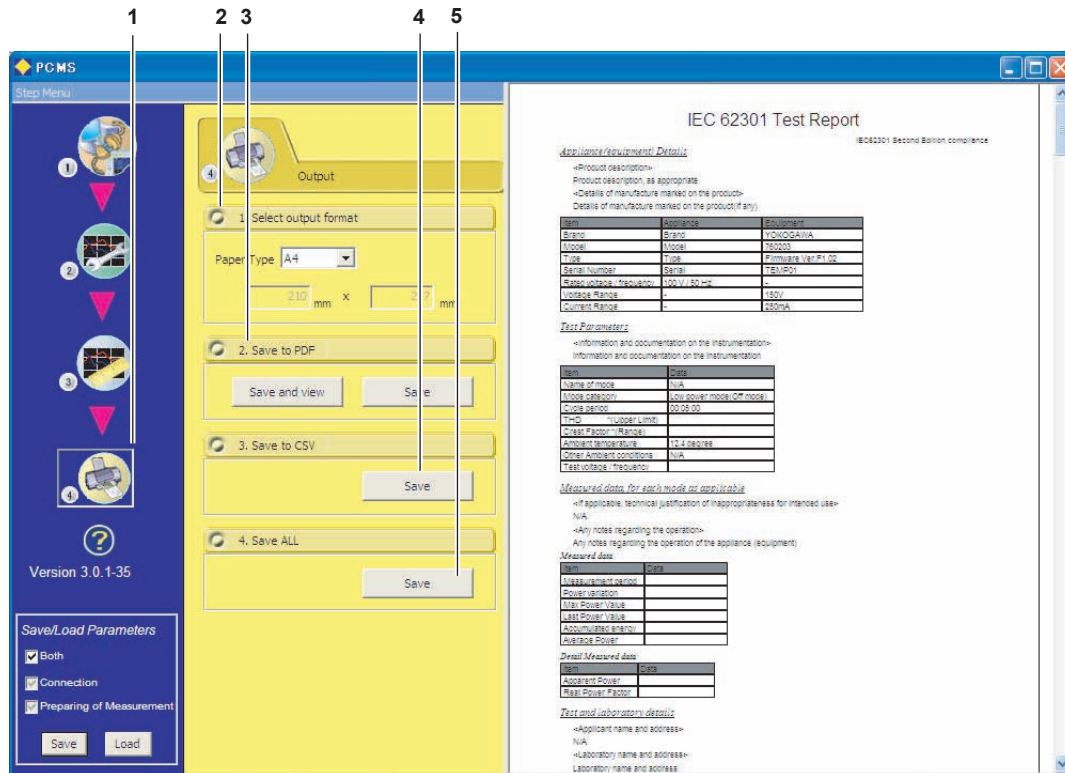 1
2
3
4
5
PCMS
Step Menu
1
2
3
4
Version 3.0.1-35
Save/Load Parameters
Both
Connection
Preparing of Measurement
Save
Load
4
Output
1. Select output format
Paper Type A4
210 mm x 297 mm
2. Save to PDF
Save and view
Save
3. Save to CSV
Save
4. Save ALL
Save
IEC 62301 Test Report
IEC62301 Second Edition compliance
Appliance(equipment) Details
<Product description>
Product description, as appropriate
<Details of manufacture marked on the product>
Details of manufacture marked on the product(if any)
Item Appliance Equipment
Brand Brand YOKOGAWA
Model Model 760203
Type Type Firmware Ver.F1.02
Serial Number Serial TEMP01
Rated voltage / frequency 100 V / 50 Hz -
Voltage Range - 150V
Current Range - 250mA
Test Parameters
<Information and documentation on the instrumentation>
Information and documentation on the instrumentation
Item Data
Name of mode N/A
Mode category Low power mode(Off mode)
Cycle period 00:05:00
THD (Upper Limit)
Crest Factor (Range)
Ambient temperature 12.4 degree
Other Ambient conditions N/A
Test voltage / frequency
Measured data, for each mode as applicable
<If applicable, technical justification of inappropriateness for intended use>
N/A
<Any notes regarding the operation>
Any notes regarding the operation of the appliance (equipment)
Measured data
Item Data
Measurement period
Power variation
Max Power Value
Last Power Value
Accumulated energy
Average Power
Detail Measured data
Item Data
Apparent Power
Real Power Factor
Test and laboratory details
<Applicant name and address>
N/A
<Laboratory name and address>
Laboratory name and address